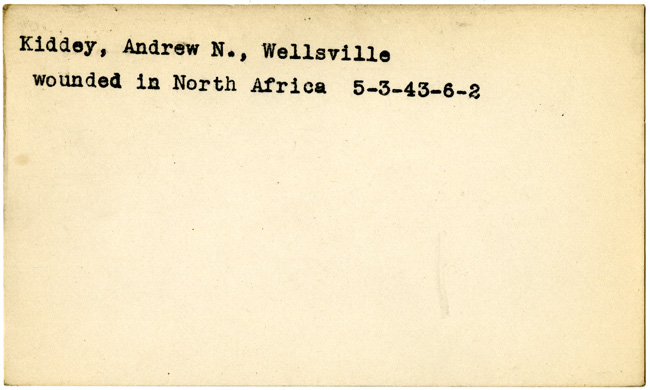 Kiddey, Andrew N., Wellsville
wounded in North Africa 5-3-43-6-2